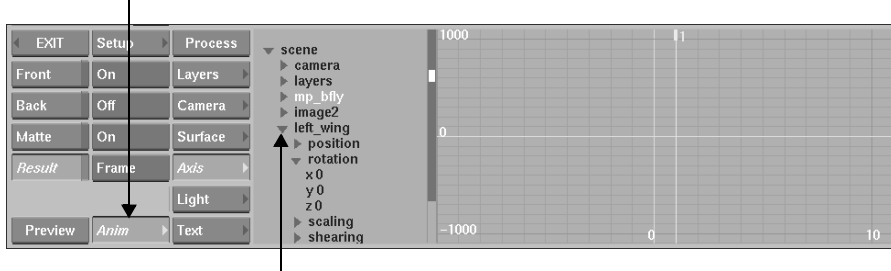 EXIT Setup Process
Front On Layers
Back Off Camera
Matte On Surface
Result Frame Axis
Light
Preview Anim Text
scene
camera
layers
mp_bfly
image2
left_wing
position
rotation
x 0
y 0
z 0
scaling
shearing
1000
1
0
-1000
0 10